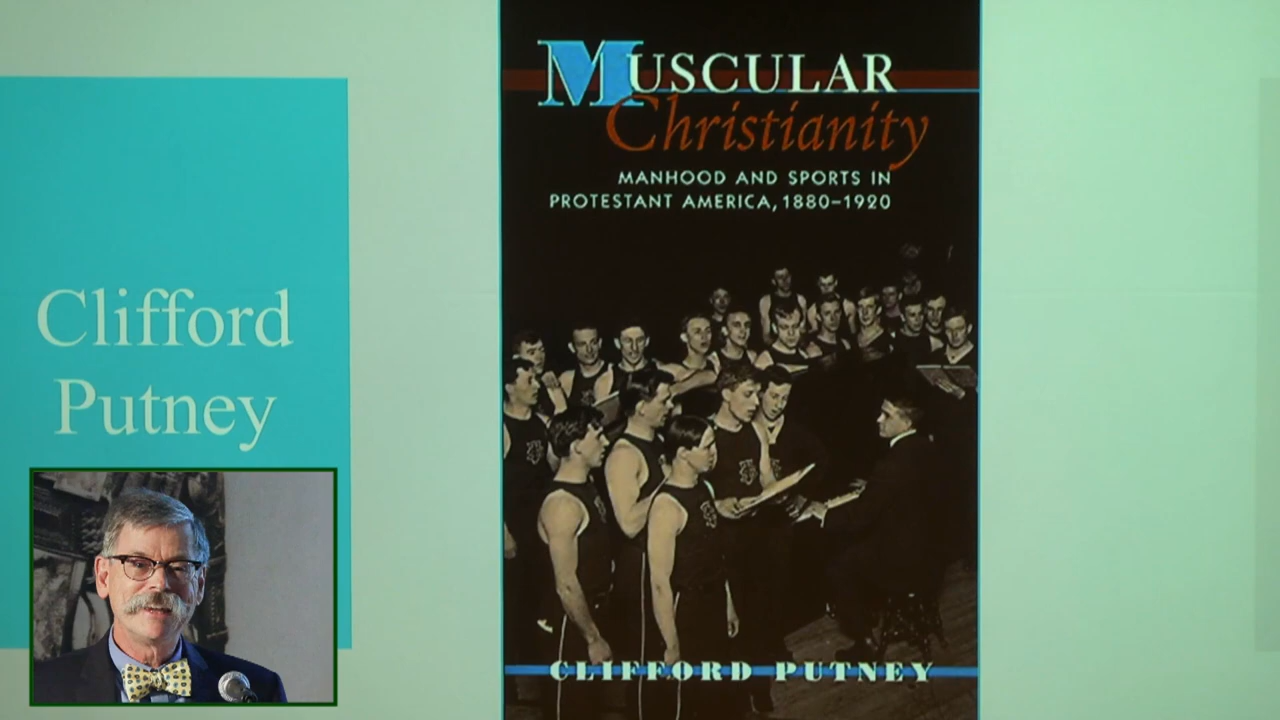 Clifford
Putney
MUSCULAR
Christianity
MANHOOD AND SPORTS IN
PROTESTANT AMERICA, 1880–1920
CLIFFORD PUTNEY